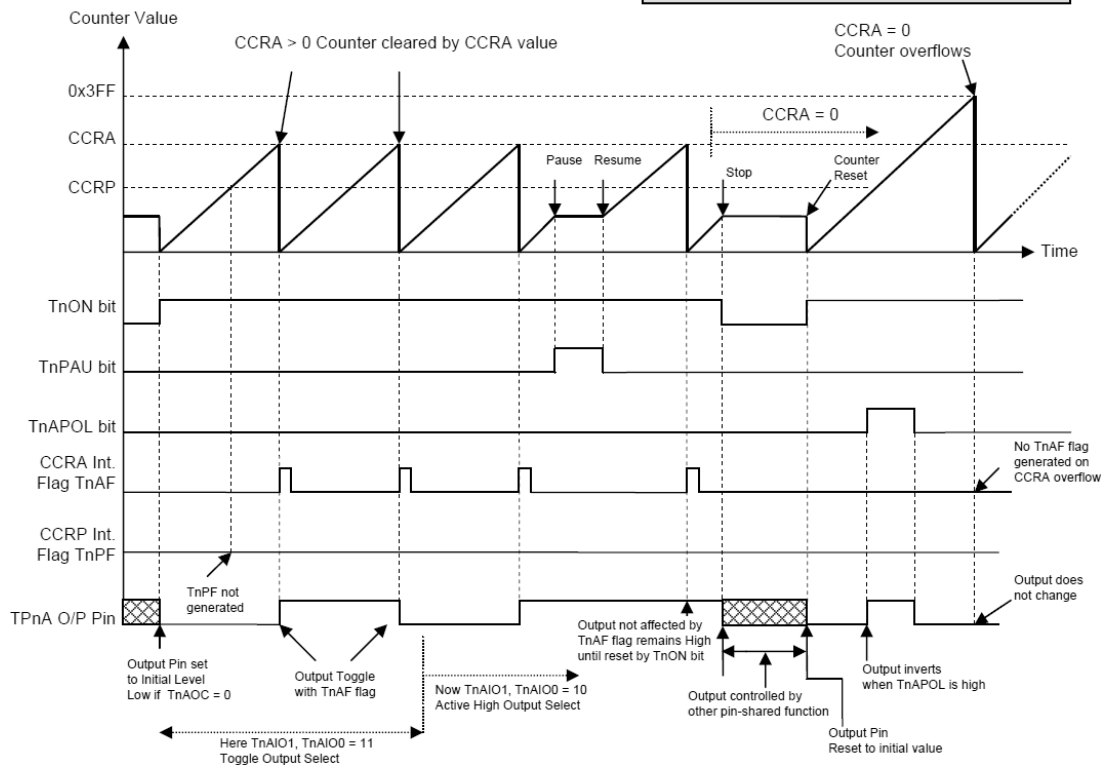 Counter Value
CCRA > 0 Counter cleared by CCRA value
CCRA = 0
Counter overflows
0x3FF
CCRA = 0
CCRA
Pause
Resume
Stop
Counter
Reset
CCRP
Time
TnON bit
TnPAU bit
TnAPOL bit
CCRA Int.
Flag TnAF
No TnAF flag
generated on
CCRA overflow
CCRP Int.
Flag TnPF
TnPF not
generated
TPnA O/P Pin
Output does
not change
Output Pin set
to Initial Level
Low if TnAOC = 0
Output Toggle
with TnAF flag
Output not affected by
TnAF flag remains High
until reset by TnON bit
Now TnAIO1, TnAIO0 = 10
Active High Output Select
Output controlled by
other pin-shared function
Output inverts
when TnAPOL is high
Here TnAIO1, TnAIO0 = 11
Toggle Output Select
Output Pin
Reset to initial value